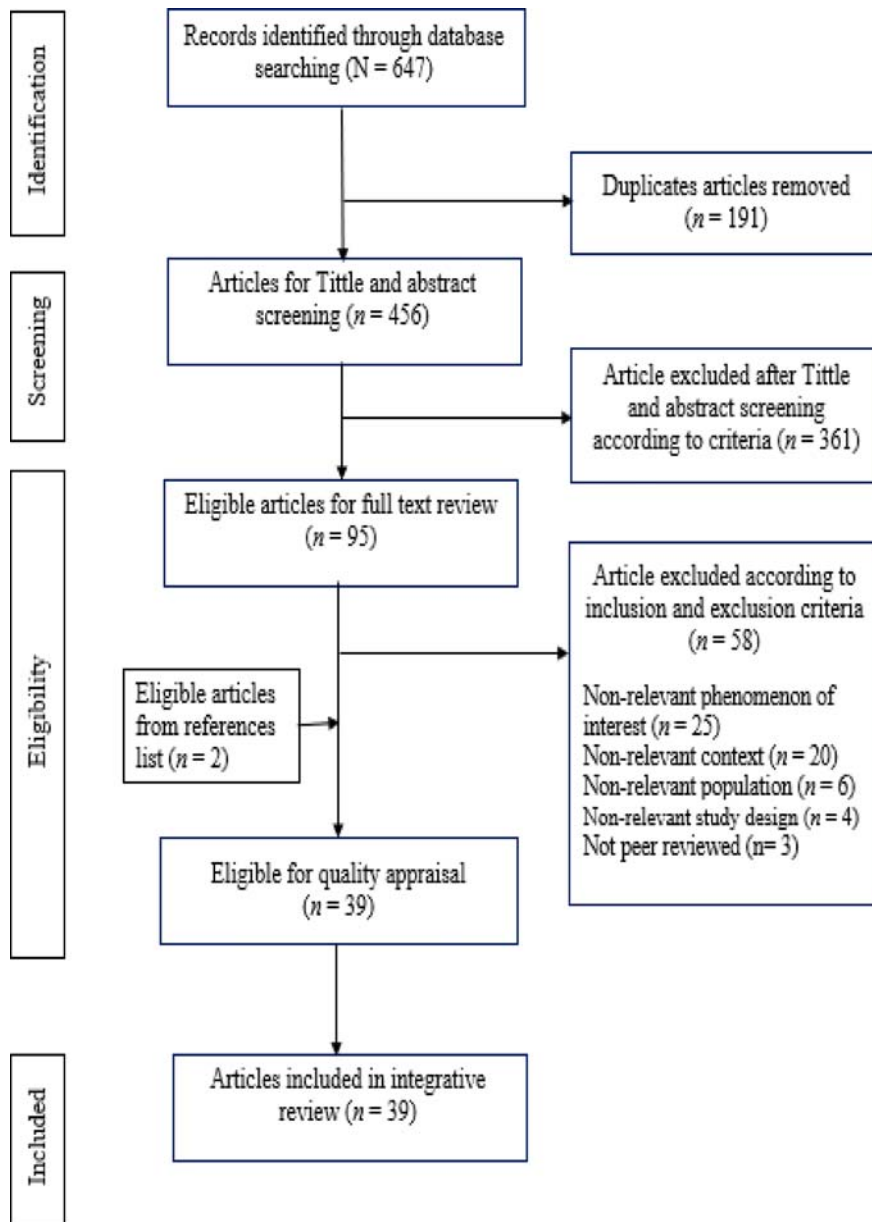 Identification
Records identified through database
searching (N = 647)
Duplicates articles removed
(n = 191)
Screening
Articles for Tittle and abstract
screening (n = 456)
Article excluded after Tittle
and abstract screening
according to criteria (n = 361)
Eligibility
Eligible articles for full text review
(n = 95)
Article excluded according to
inclusion and exclusion criteria
(n = 58)
Non-relevant phenomenon of
interest (n = 25)
Non-relevant context (n = 20)
Non-relevant population (n = 6)
Non-relevant study design (n = 4)
Not peer reviewed (n= 3)
Eligible articles
from references
list (n = 2)
Eligible for quality appraisal
(n = 39)
Included
Articles included in integrative
review (n = 39)